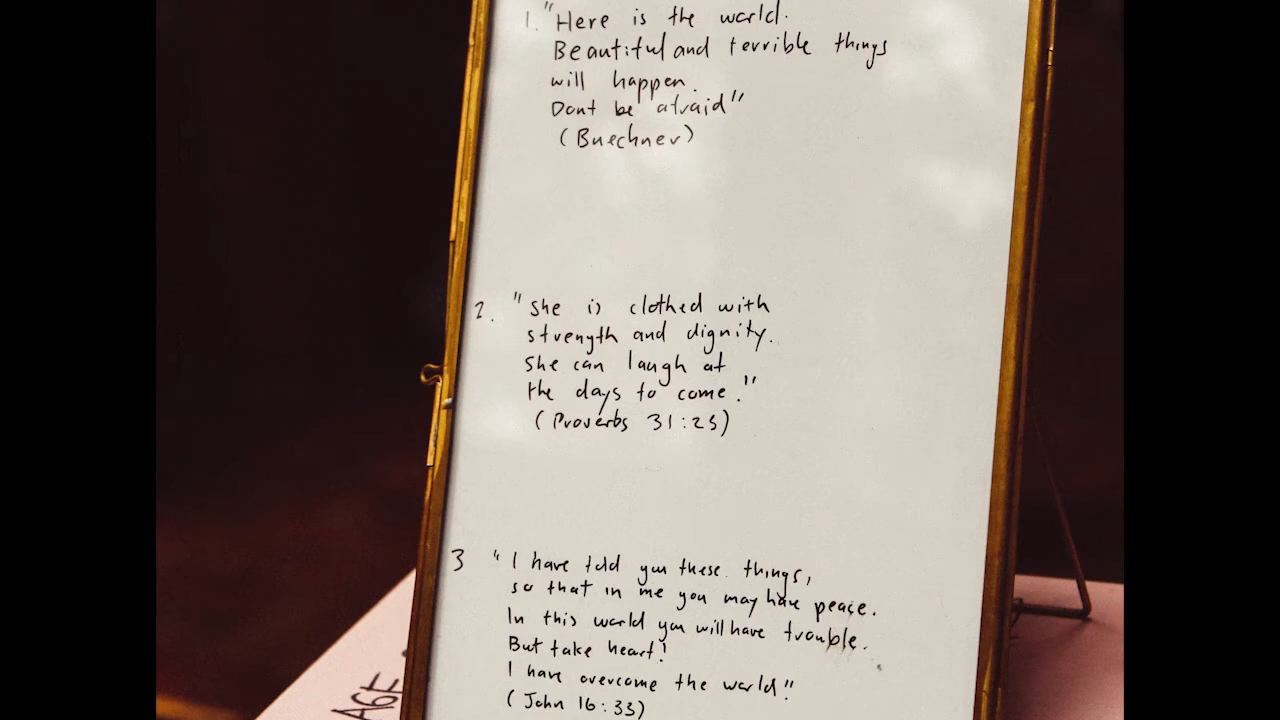 1. "Here is the world.
Beautiful and terrible things
will happen.
Dont be afraid"
(Buechner)
2. "She is clothed with
strength and dignity.
She can laugh at
the days to come."
(Proverbs 31:25)
3 "I have told you these things,
so that in me you may have peace.
In this world you will have trouble.
But take heart!
I have overcome the world!"
(John 16:33)
AGE